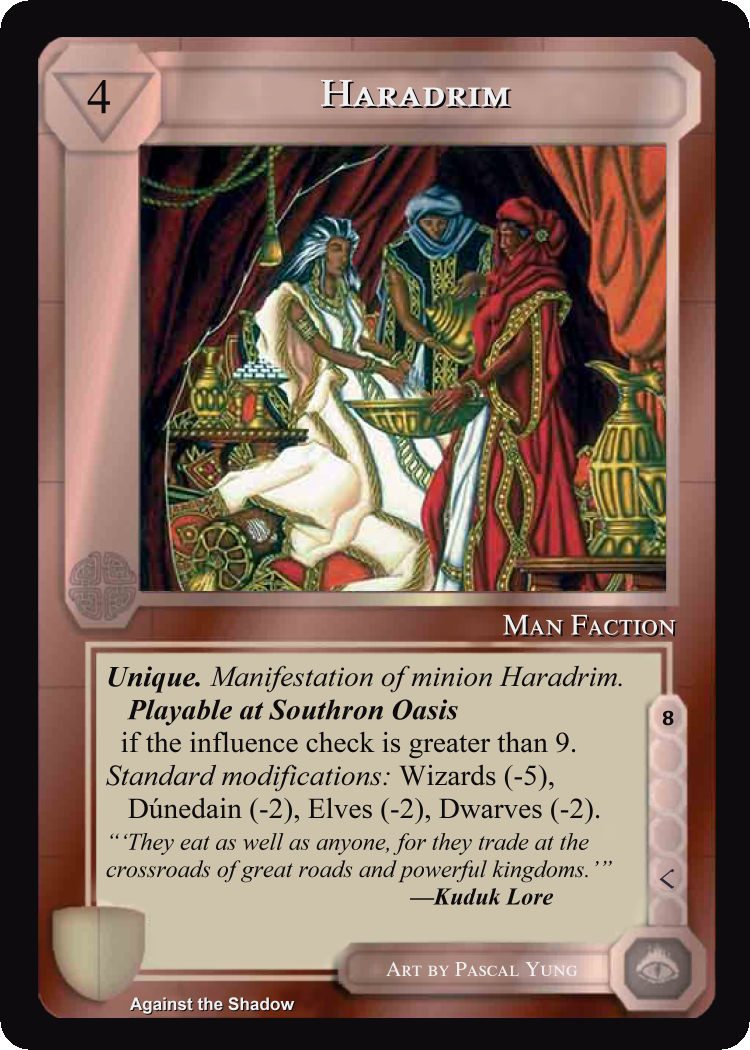 4
HARADRIM
MAN FACTION
Unique. Manifestation of minion Haradrim.
Playable at Southron Oasis
if the influence check is greater than 9.
Standard modifications: Wizards (-5),
Dúnedain (-2), Elves (-2), Dwarves (-2).
“‘They eat as well as anyone, for they trade at the
crossroads of great roads and powerful kingdoms.’”
—Kuduk Lore
8
<
ART BY PASCAL YUNG
Against the Shadow